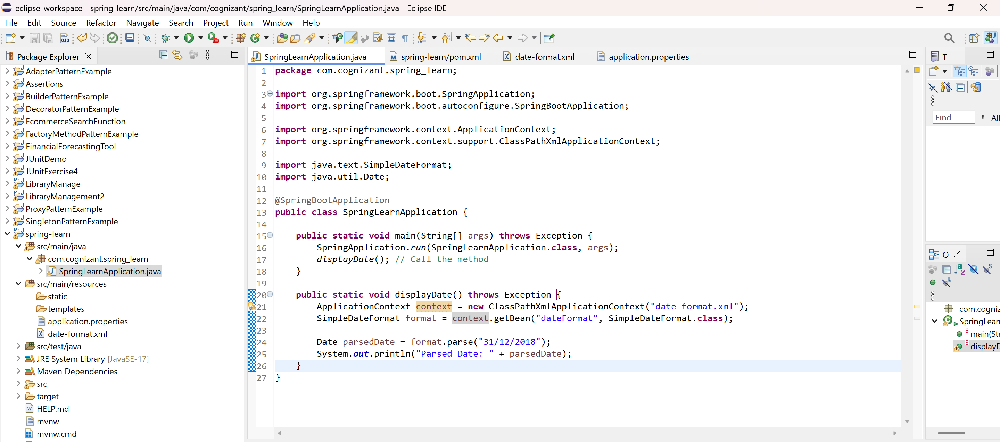 eclipse-workspace - spring-learn/src/main/java/com/cognizant/spring_learn/SpringLearnApplication.java - Eclipse IDE
File Edit Source Refactor Navigate Search Project Run Window Help
010
Package Explorer
AdapterPatternExample
Assertions
BuilderPatternExample
DecoratorPatternExample
EcommerceSearchFunction
FactoryMethodPatternExample
FinancialForecastingTool
JUnitDemo
JUnitExercise4
LibraryManage
LibraryManagement2
ProxyPatternExample
SingletonPatternExample
spring-learn
src/main/java
com.cognizant.spring_learn
SpringLearnApplication.java
src/main/resources
static
templates
application.properties
date-format.xml
src/test/java
JRE System Library [JavaSE-17]
Maven Dependencies
src
target
HELP.md
mvnw
mvnw.cmd
SpringLearnApplication.java spring-learn/pom.xml date-format.xml application.properties
1 package com.cognizant.spring_learn;
2
3 import org.springframework.boot.SpringApplication;
4 import org.springframework.boot.autoconfigure.SpringBootApplication;
5
6 import org.springframework.context.ApplicationContext;
7 import org.springframework.context.support.ClassPathXmlApplicationContext;
8
9 import java.text.SimpleDateFormat;
10 import java.util.Date;
11
12 @SpringBootApplication
13 public class SpringLearnApplication {
14
15 public static void main(String[] args) throws Exception {
16 SpringApplication.run(SpringLearnApplication.class, args);
17 displayDate(); // Call the method
18 }
19
20 public static void displayDate() throws Exception {
21 ApplicationContext context = new ClassPathXmlApplicationContext("date-format.xml");
22 SimpleDateFormat format = context.getBean("dateFormat", SimpleDateFormat.class);
23
24 Date parsedDate = format.parse("31/12/2018");
25 System.out.println("Parsed Date: " + parsedDate);
26 }
27 }
T
Find
All
O
com.cogniz
SpringLear
main(St
displayD